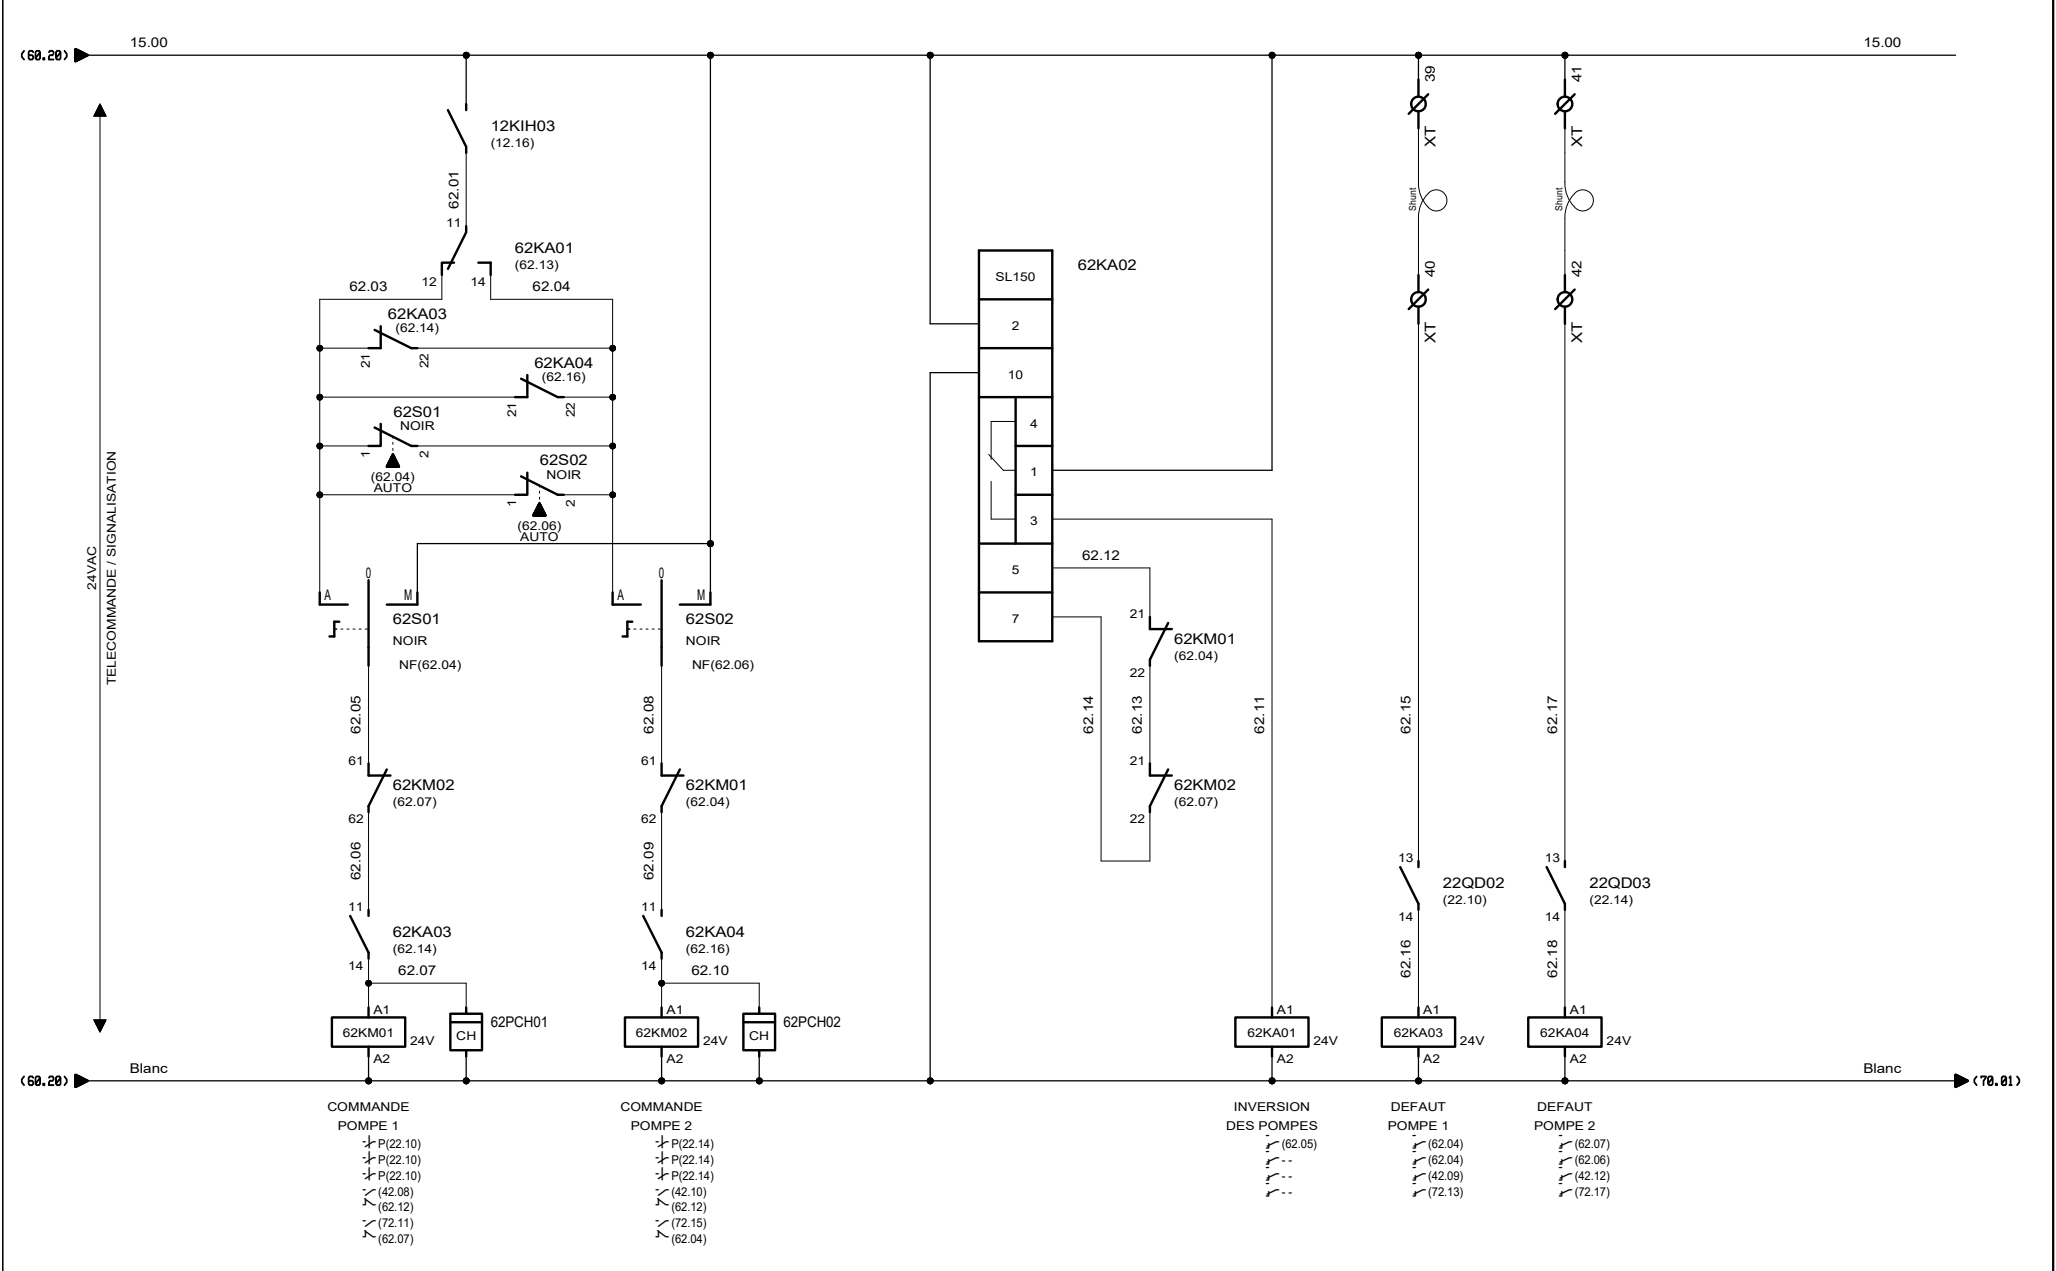 15.00
15.00
(60.20)
39
41
XT
XT
12KIH03
(12.16)
62.01
Shunt
Shunt
11
62KA01
(62.13)
12
14
62.03
62.04
62KA02
SL150
2
10
4
1
3
5
7
40
42
XT
XT
62KA03
(62.14)
21
22
62KA04
(62.16)
21
22
62S01
NOIR
1
2
(62.04)
AUTO
62S02
NOIR
1
2
(62.06)
AUTO
24VAC
TELECOMMANDE / SIGNALISATION
A
0
M
62S01
NOIR
NF(62.04)
A
0
M
62S02
NOIR
NF(62.06)
62.12
21
62KM01
(62.04)
22
62.05
62.08
62.14
62.13
62.11
62.15
62.17
61
62KM02
(62.07)
62
61
62KM01
(62.04)
62
21
62KM02
(62.07)
22
62.06
62.09
13
22QD02
(22.10)
14
13
22QD03
(22.14)
14
11
62KA03
(62.14)
14
11
62KA04
(62.16)
14
62.07
62.10
62.16
62.18
A1
62KM01
24V
A2
CH
62PCH01
A1
62KM02
24V
A2
CH
62PCH02
A1
62KA01
24V
A2
A1
62KA03
24V
A2
A1
62KA04
24V
A2
(60.20)
Blanc
Blanc
(70.01)
COMMANDE
POMPE 1
P(22.10)
P(22.10)
P(22.10)
(42.08)
(62.12)
(72.11)
(62.07)
COMMANDE
POMPE 2
P(22.14)
P(22.14)
P(22.14)
(42.10)
(62.12)
(72.15)
(62.04)
INVERSION
DES POMPES
(62.05)
--
--
--
DEFAUT
POMPE 1
(62.04)
(62.04)
(42.09)
(72.13)
DEFAUT
POMPE 2
(62.07)
(62.06)
(42.12)
(72.17)